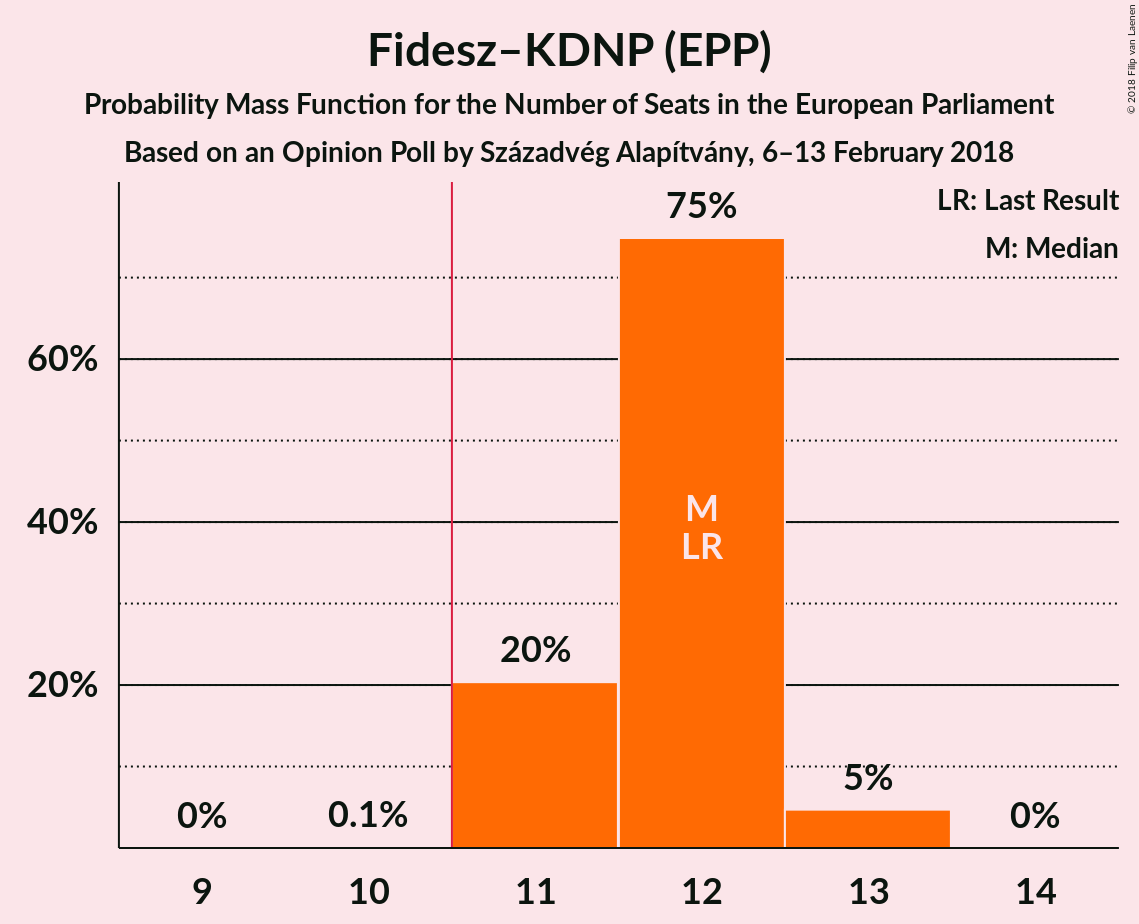 Fidesz–KDNP (EPP)
Probability Mass Function for the Number of Seats in the European Parliament
Based on an Opinion Poll by Századvég Alapítvány, 6–13 February 2018
© 2018 Filip van Laenen
LR: Last Result
M: Median
75%
60%
40%
M
LR
20%
20%
5%
0%
0.1%
0%
9
10
11
12
13
14